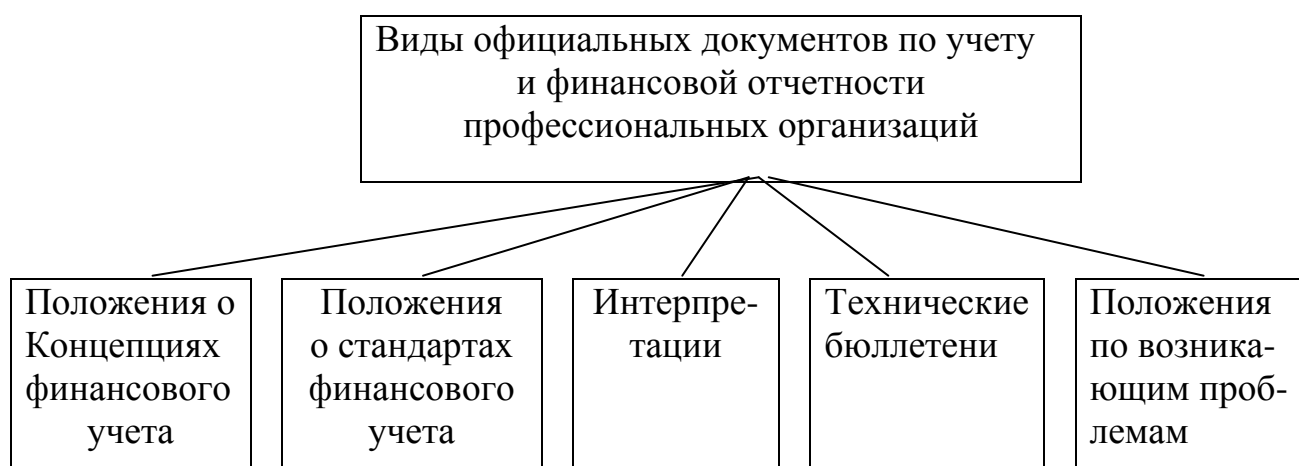 Виды официальных документов по учету
и финансовой отчетности
профессиональных организаций
Положения о
Концепциях
финансового
учета
Положения
о стандартах
финансового
учета
Интерпре-
тации
Технические
бюллетени
Положения
по возника-
ющим проб-
лемам